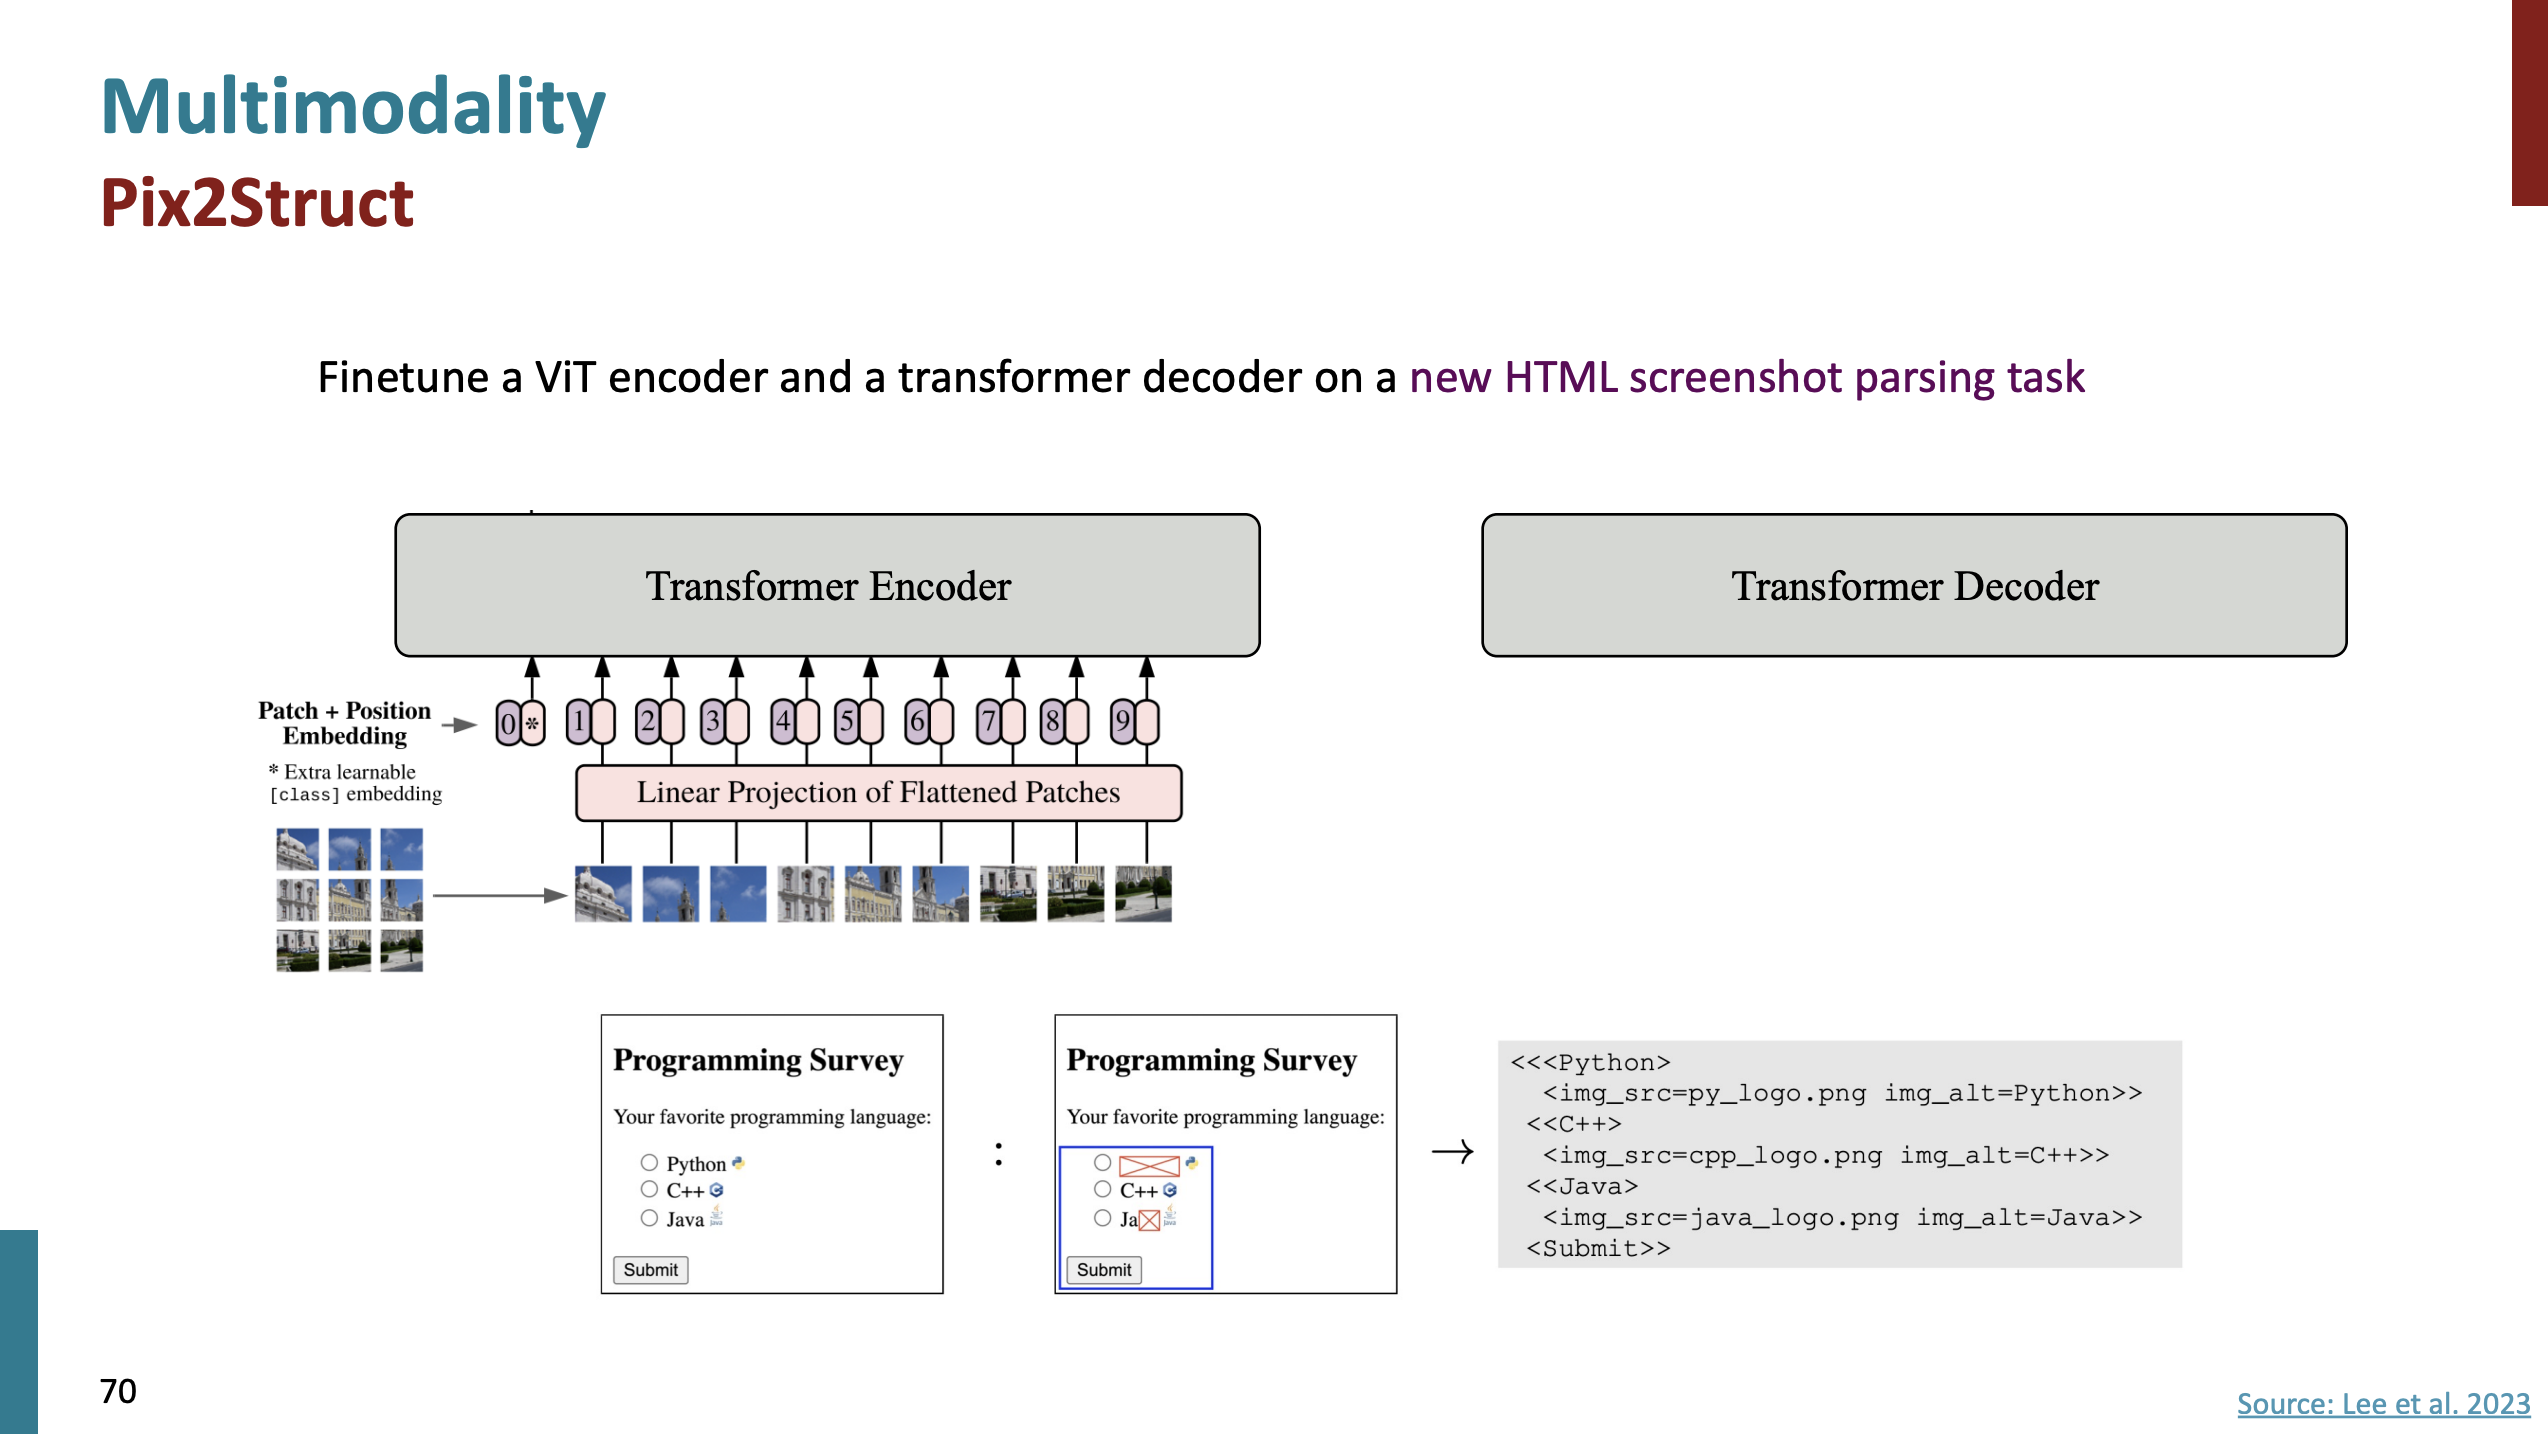 Multimodality
Pix2Struct
Finetune a ViT encoder and a transformer decoder on a new HTML screenshot parsing task
Transformer Encoder
Transformer Decoder
Patch + Position
Embedding
0 * 1 2 3 4 5 6 7 8 9
* Extra learnable
[class] embedding
Linear Projection of Flattened Patches
Programming Survey
Your favorite programming language:
Python
C++
Java
Submit
:
Programming Survey
Your favorite programming language:
C++
Ja
Submit
→
<<<Python>
<img_src=py_logo.png img_alt=Python>>
<<C++>
<img_src=cpp_logo.png img_alt=C++>>
<<Java>
<img_src=java_logo.png img_alt=Java>>
<Submit>>
70
Source: Lee et al. 2023